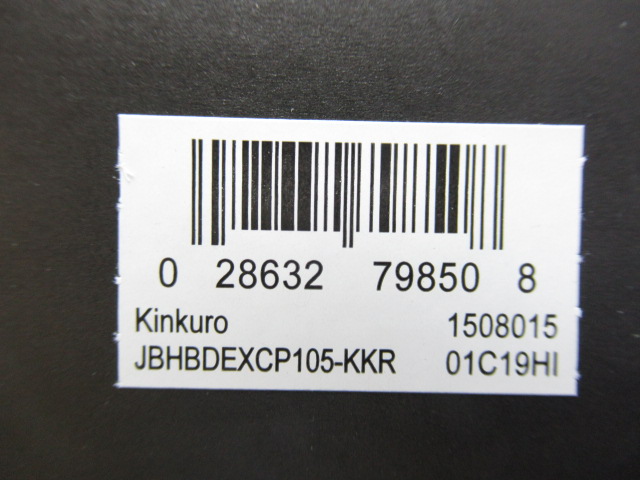 0 28632 79850 8
Kinkuro 1508015
JBHBDEXCP105-KKR 01C19HI